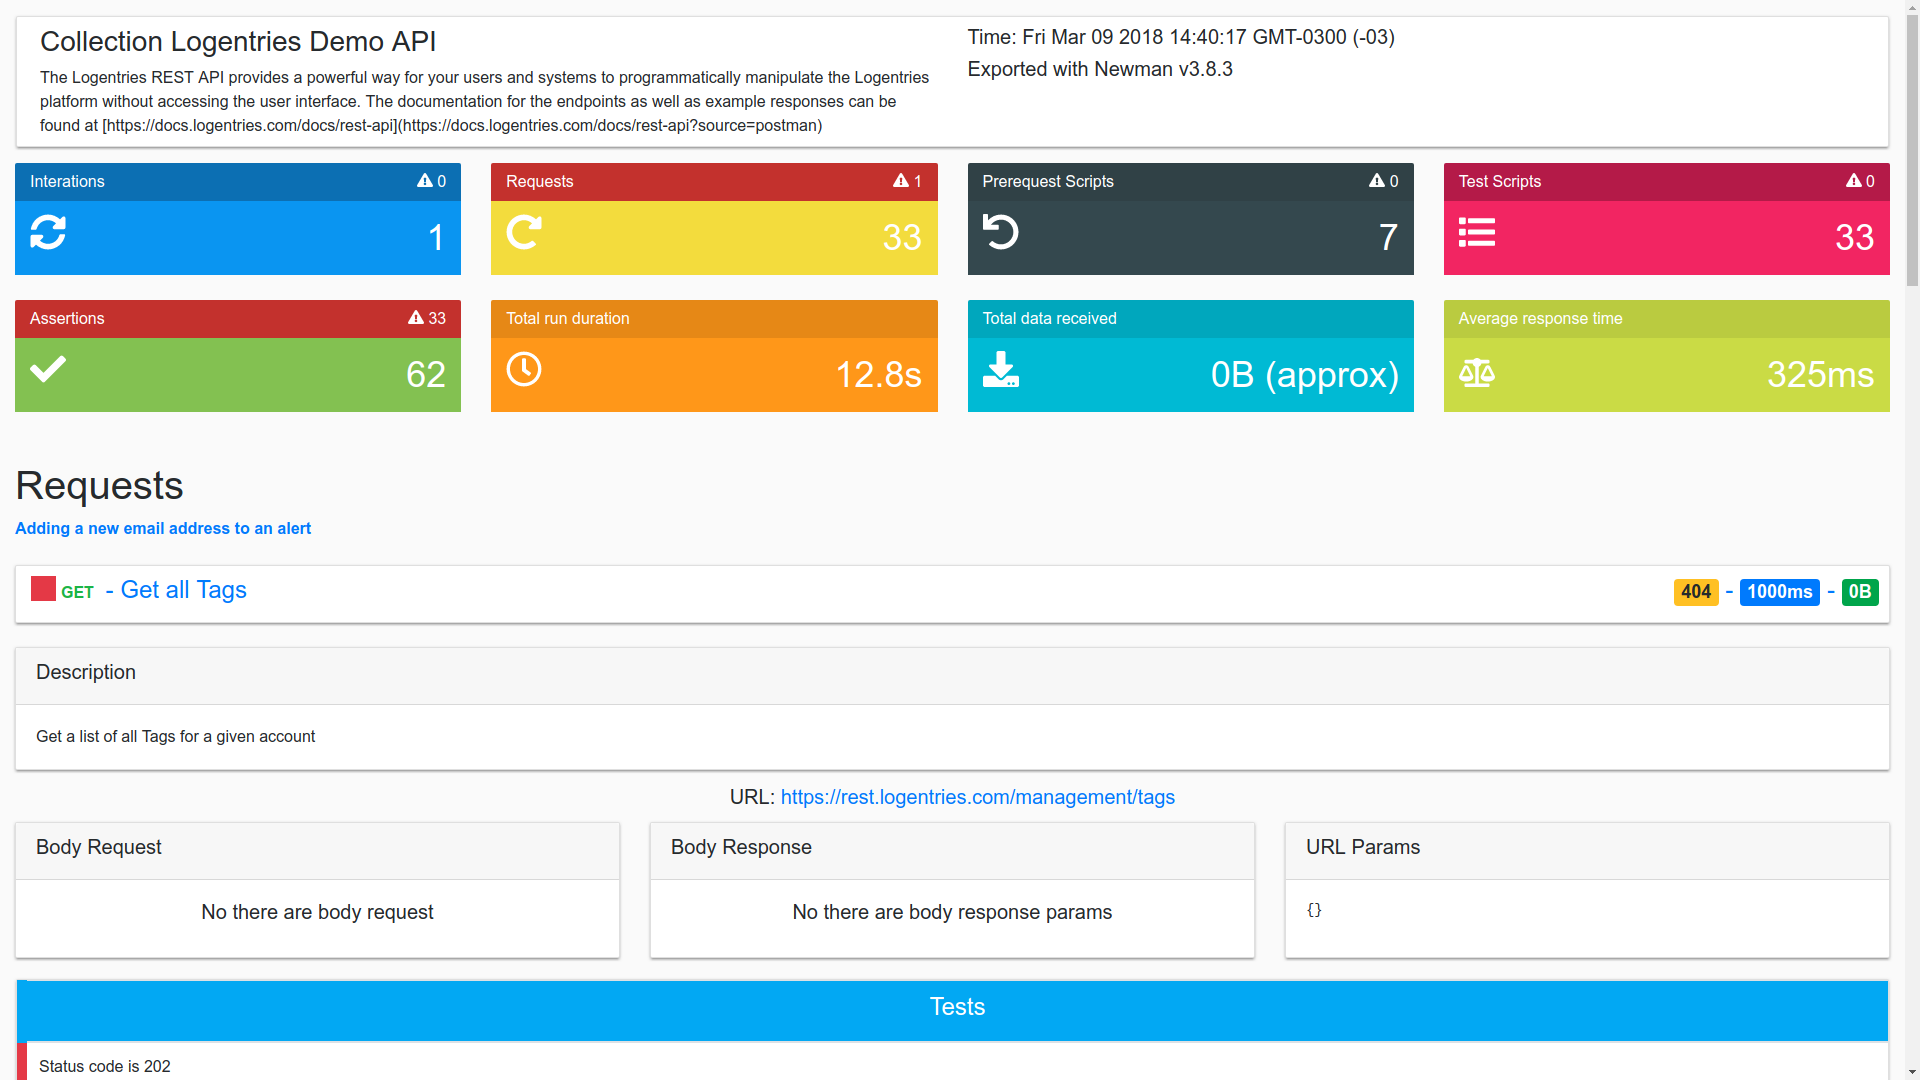 Collection Logentries Demo API
The Logentries REST API provides a powerful way for your users and systems to programmatically manipulate the Logentries
platform without accessing the user interface. The documentation for the endpoints as well as example responses can be
found at [https://docs.logentries.com/docs/rest-api](https://docs.logentries.com/docs/rest-api?source=postman)
Time: Fri Mar 09 2018 14:40:17 GMT-0300 (-03)
Exported with Newman v3.8.3
Interations 0
1
Requests 1
33
Prerequest Scripts 0
7
Test Scripts 0
33
Assertions 33
62
Total run duration
12.8s
Total data received
0B (approx)
Average response time
325ms
Requests
Adding a new email address to an alert
GET - Get all Tags 404 - 1000ms - 0B
Description
Get a list of all Tags for a given account
URL: https://rest.logentries.com/management/tags
Body Request
No there are body request
Body Response
No there are body response params
URL Params
{}
Tests
Status code is 202